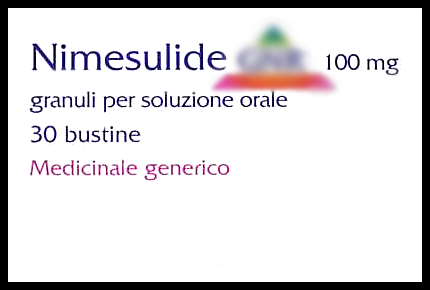 Nimesulide 100 mg
granuli per soluzione orale
30 bustine
Medicinale generico